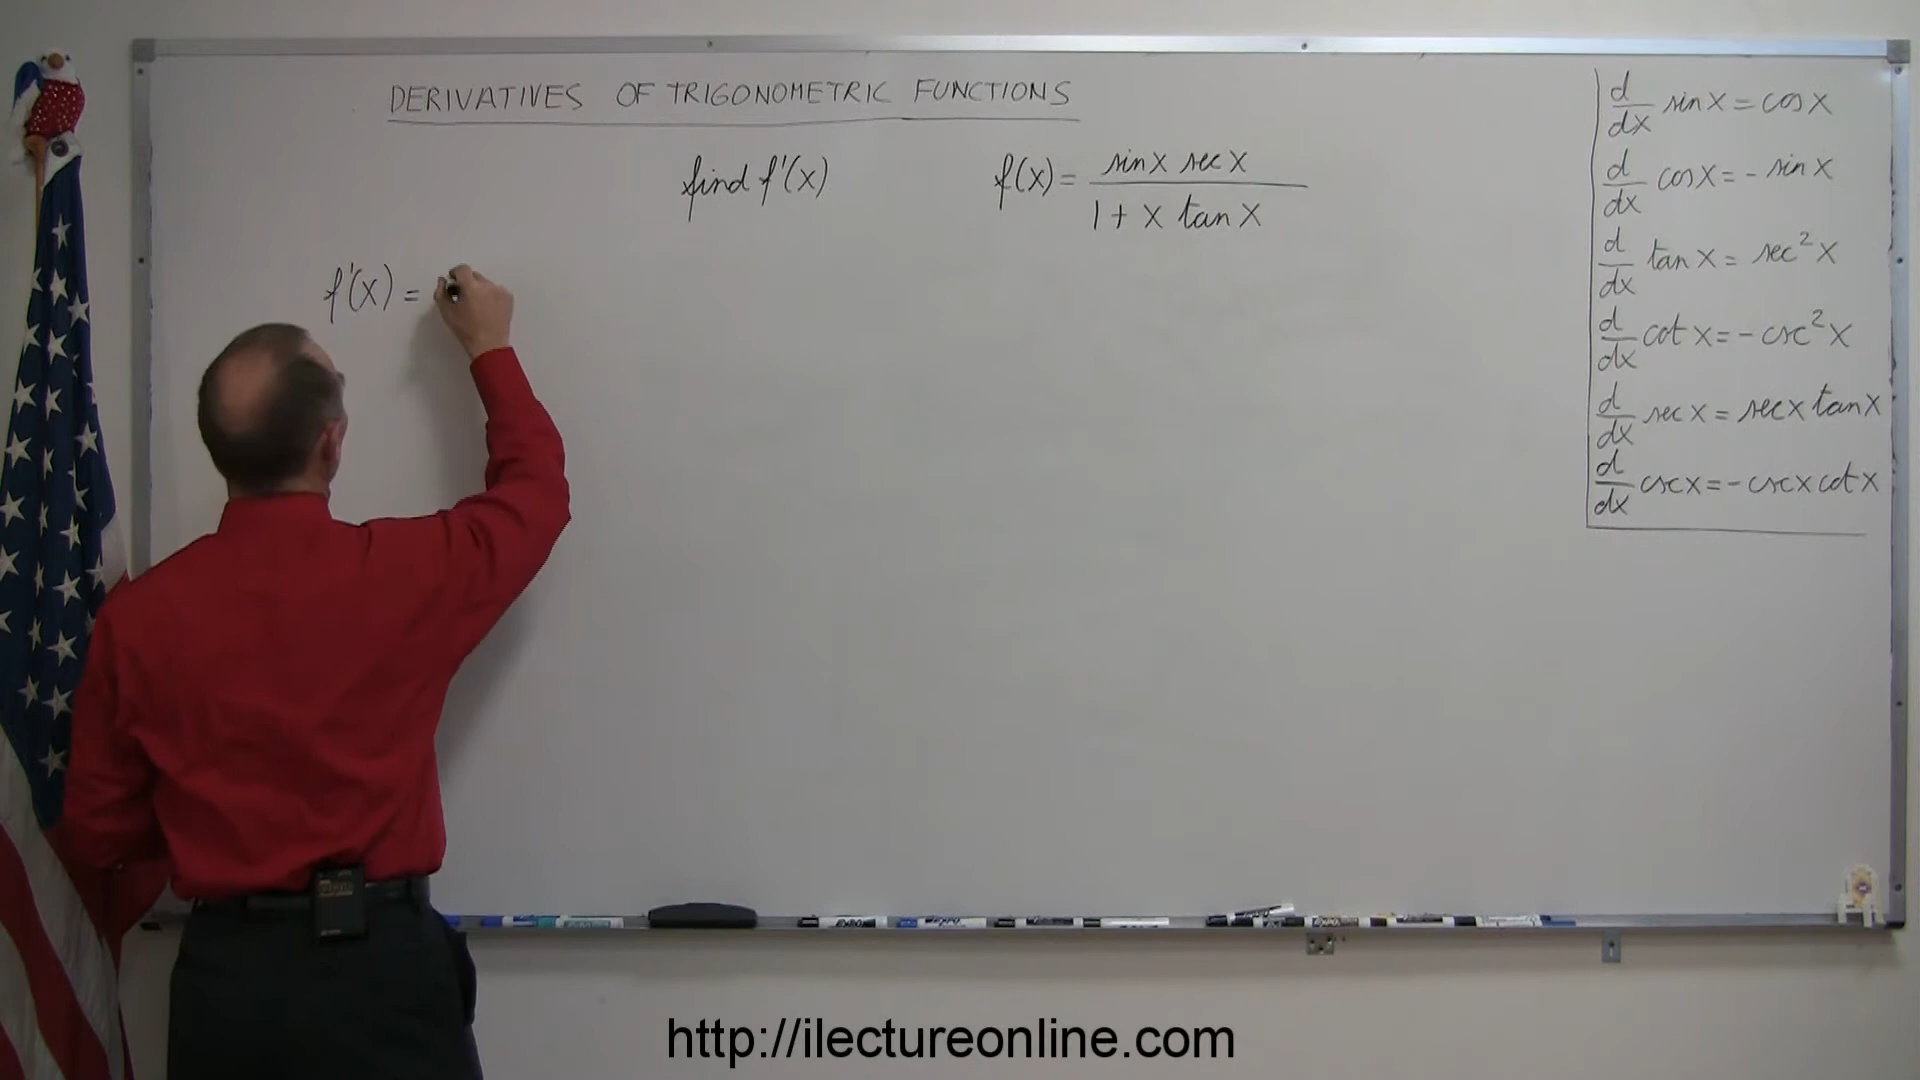 DERIVATIVES OF TRIGONOMETRIC FUNCTIONS
find f'(x)
f(x) = sin x sec x / 1 + x tan x
f'(x) =
d/dx sin x = cos x
d/dx cos x = - sin x
d/dx tan x = sec² x
d/dx cot x = - csc² x
d/dx sec x = sec x tan x
d/dx csc x = - csc x cot x
http://ilectureonline.com